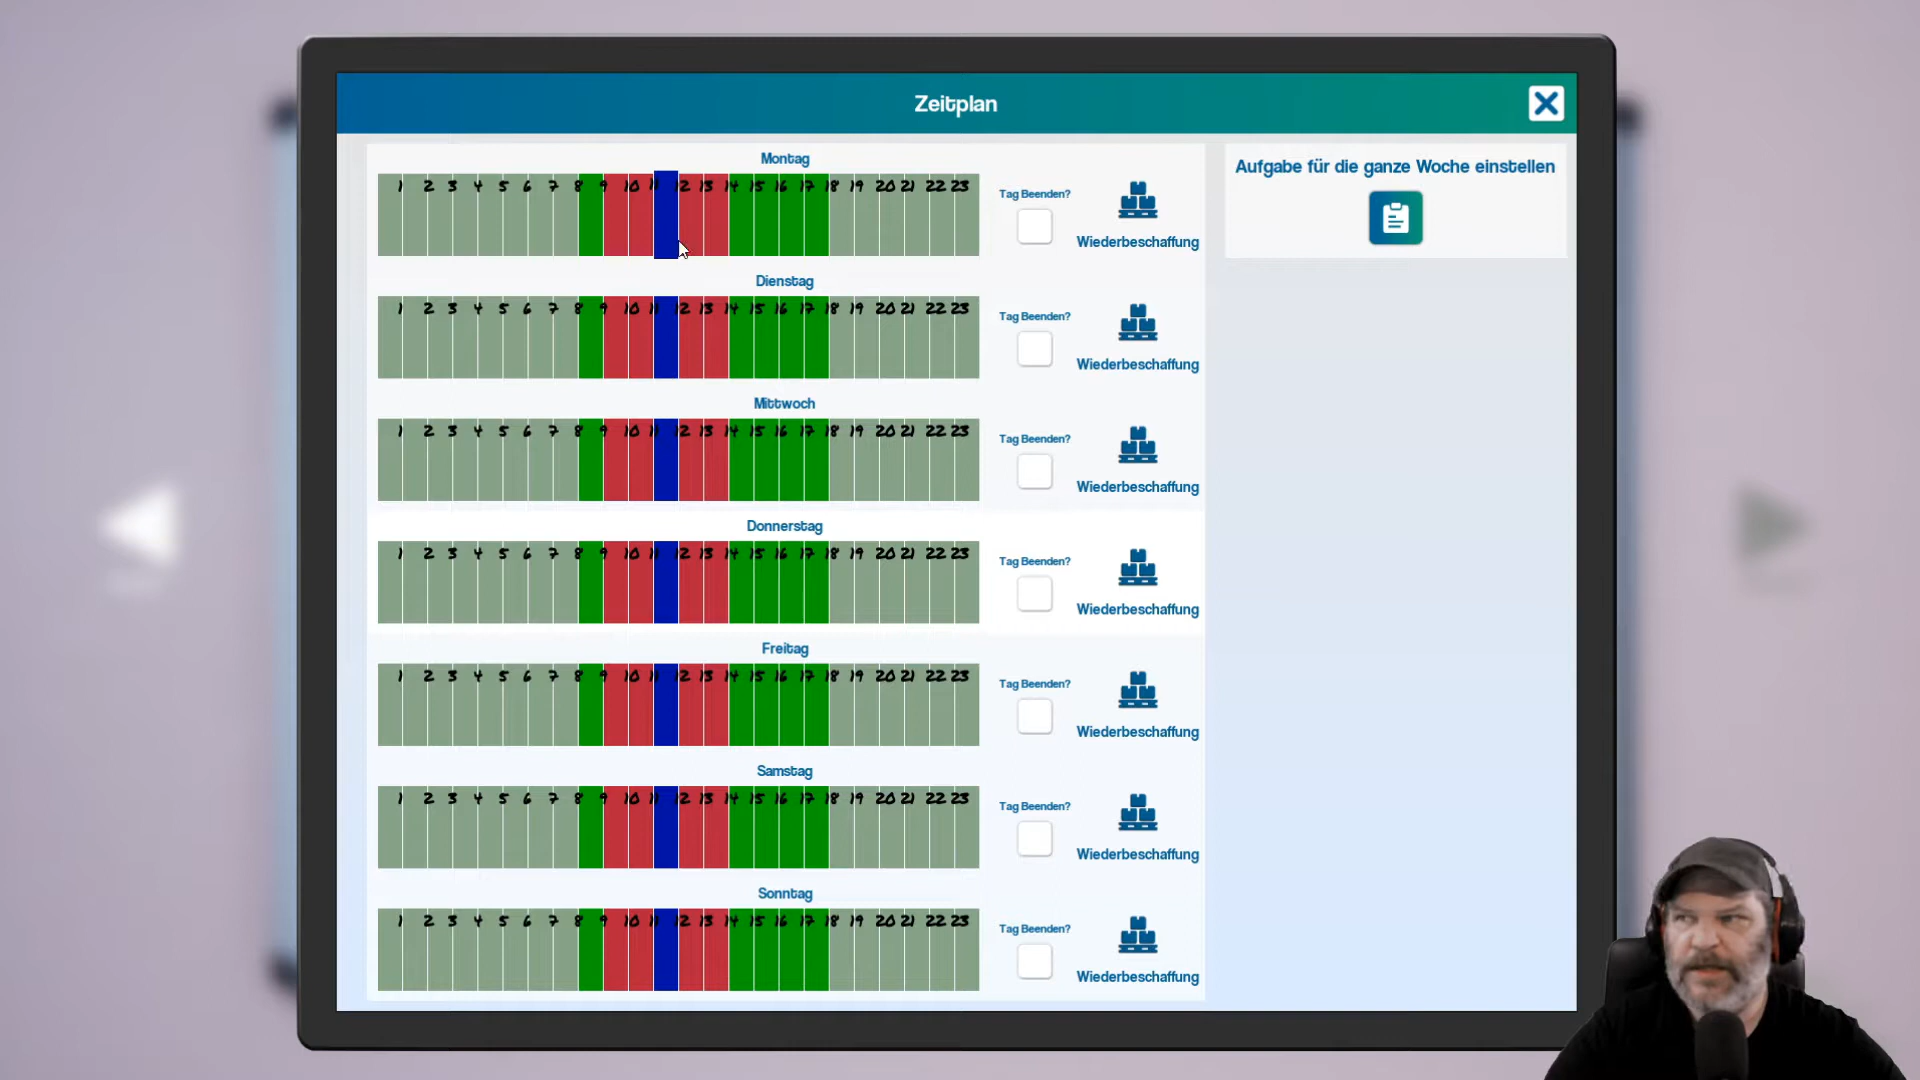 Zeitplan
Aufgabe für die ganze Woche einstellen
Montag
1 2 3 4 5 6 7 8 9 10 11 12 13 14 15 16 17 18 19 20 21 22 23
Tag Beenden?
Wiederbeschaffung
Dienstag
1 2 3 4 5 6 7 8 9 10 11 12 13 14 15 16 17 18 19 20 21 22 23
Tag Beenden?
Wiederbeschaffung
Mittwoch
1 2 3 4 5 6 7 8 9 10 11 12 13 14 15 16 17 18 19 20 21 22 23
Tag Beenden?
Wiederbeschaffung
Donnerstag
1 2 3 4 5 6 7 8 9 10 11 12 13 14 15 16 17 18 19 20 21 22 23
Tag Beenden?
Wiederbeschaffung
Freitag
1 2 3 4 5 6 7 8 9 10 11 12 13 14 15 16 17 18 19 20 21 22 23
Tag Beenden?
Wiederbeschaffung
Samstag
1 2 3 4 5 6 7 8 9 10 11 12 13 14 15 16 17 18 19 20 21 22 23
Tag Beenden?
Wiederbeschaffung
Sonntag
1 2 3 4 5 6 7 8 9 10 11 12 13 14 15 16 17 18 19 20 21 22 23
Tag Beenden?
Wiederbeschaffung